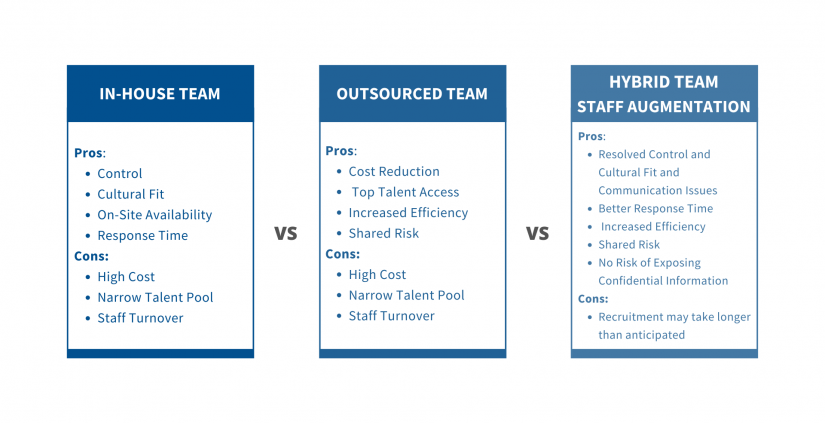 IN-HOUSE TEAM
Pros:
• Control
• Cultural Fit
• On-Site Availability
• Response Time
Cons:
• High Cost
• Narrow Talent Pool
• Staff Turnover
VS
OUTSOURCED TEAM
Pros:
• Cost Reduction
• Top Talent Access
• Increased Efficiency
• Shared Risk
Cons:
• High Cost
• Narrow Talent Pool
• Staff Turnover
VS
HYBRID TEAM
STAFF AUGMENTATION
Pros:
• Resolved Control and
Cultural Fit and
Communication Issues
• Better Response Time
• Increased Efficiency
• Shared Risk
• No Risk of Exposing
Confidential Information
Cons:
• Recruitment may take longer
than anticipated